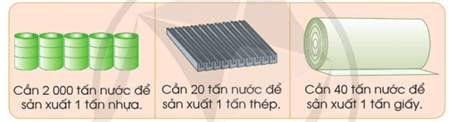 Cần 2 000 tấn nước để
sản xuất 1 tấn nhựa.
Cần 20 tấn nước để
sản xuất 1 tấn thép.
Cần 40 tấn nước để
sản xuất 1 tấn giấy.